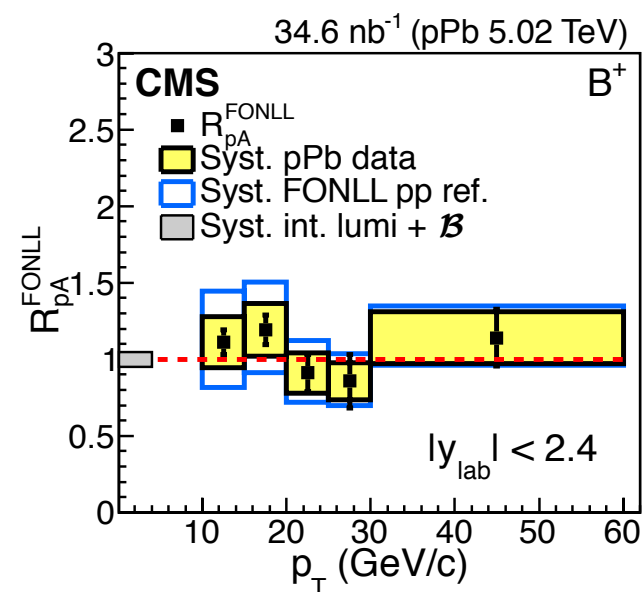 34.6 nb⁻¹ (pPb 5.02 TeV)
CMS
B⁺
R_pA^FONLL
Syst. pPb data
Syst. FONLL pp ref.
Syst. int. lumi + ℬ
|y_lab| < 2.4
R_pA^FONLL
3
2.5
2
1.5
1
0.5
0
10 20 30 40 50 60
p_T (GeV/c)